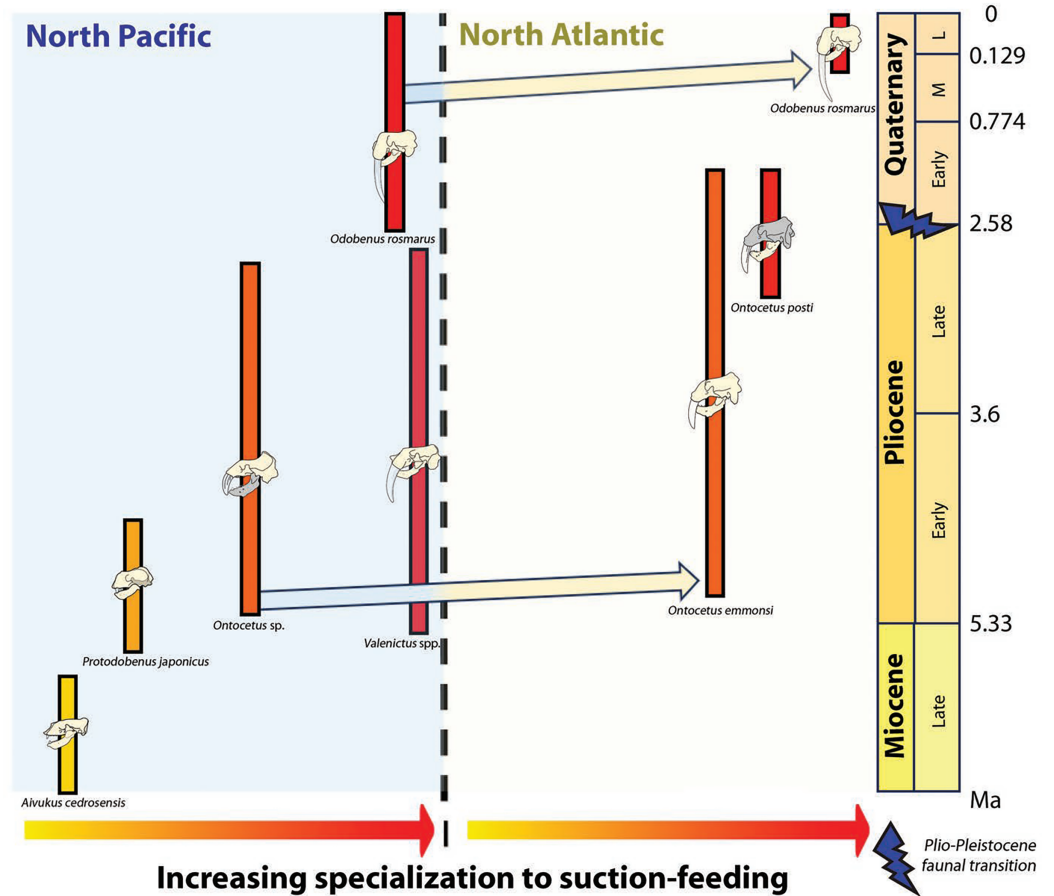 North Pacific
North Atlantic
Odobenus rosmarus
Odobenus rosmarus
Ontocetus posti
Ontocetus sp.
Valenictus spp.
Ontocetus emmonsi
Protodobenus japonicus
Aivukus cedrosensis
Quaternary
Pliocene
Miocene
L
M
Early
Late
Early
Late
0
0.129
0.774
2.58
3.6
5.33
Ma
Increasing specialization to suction-feeding
Plio-Pleistocene
faunal transition